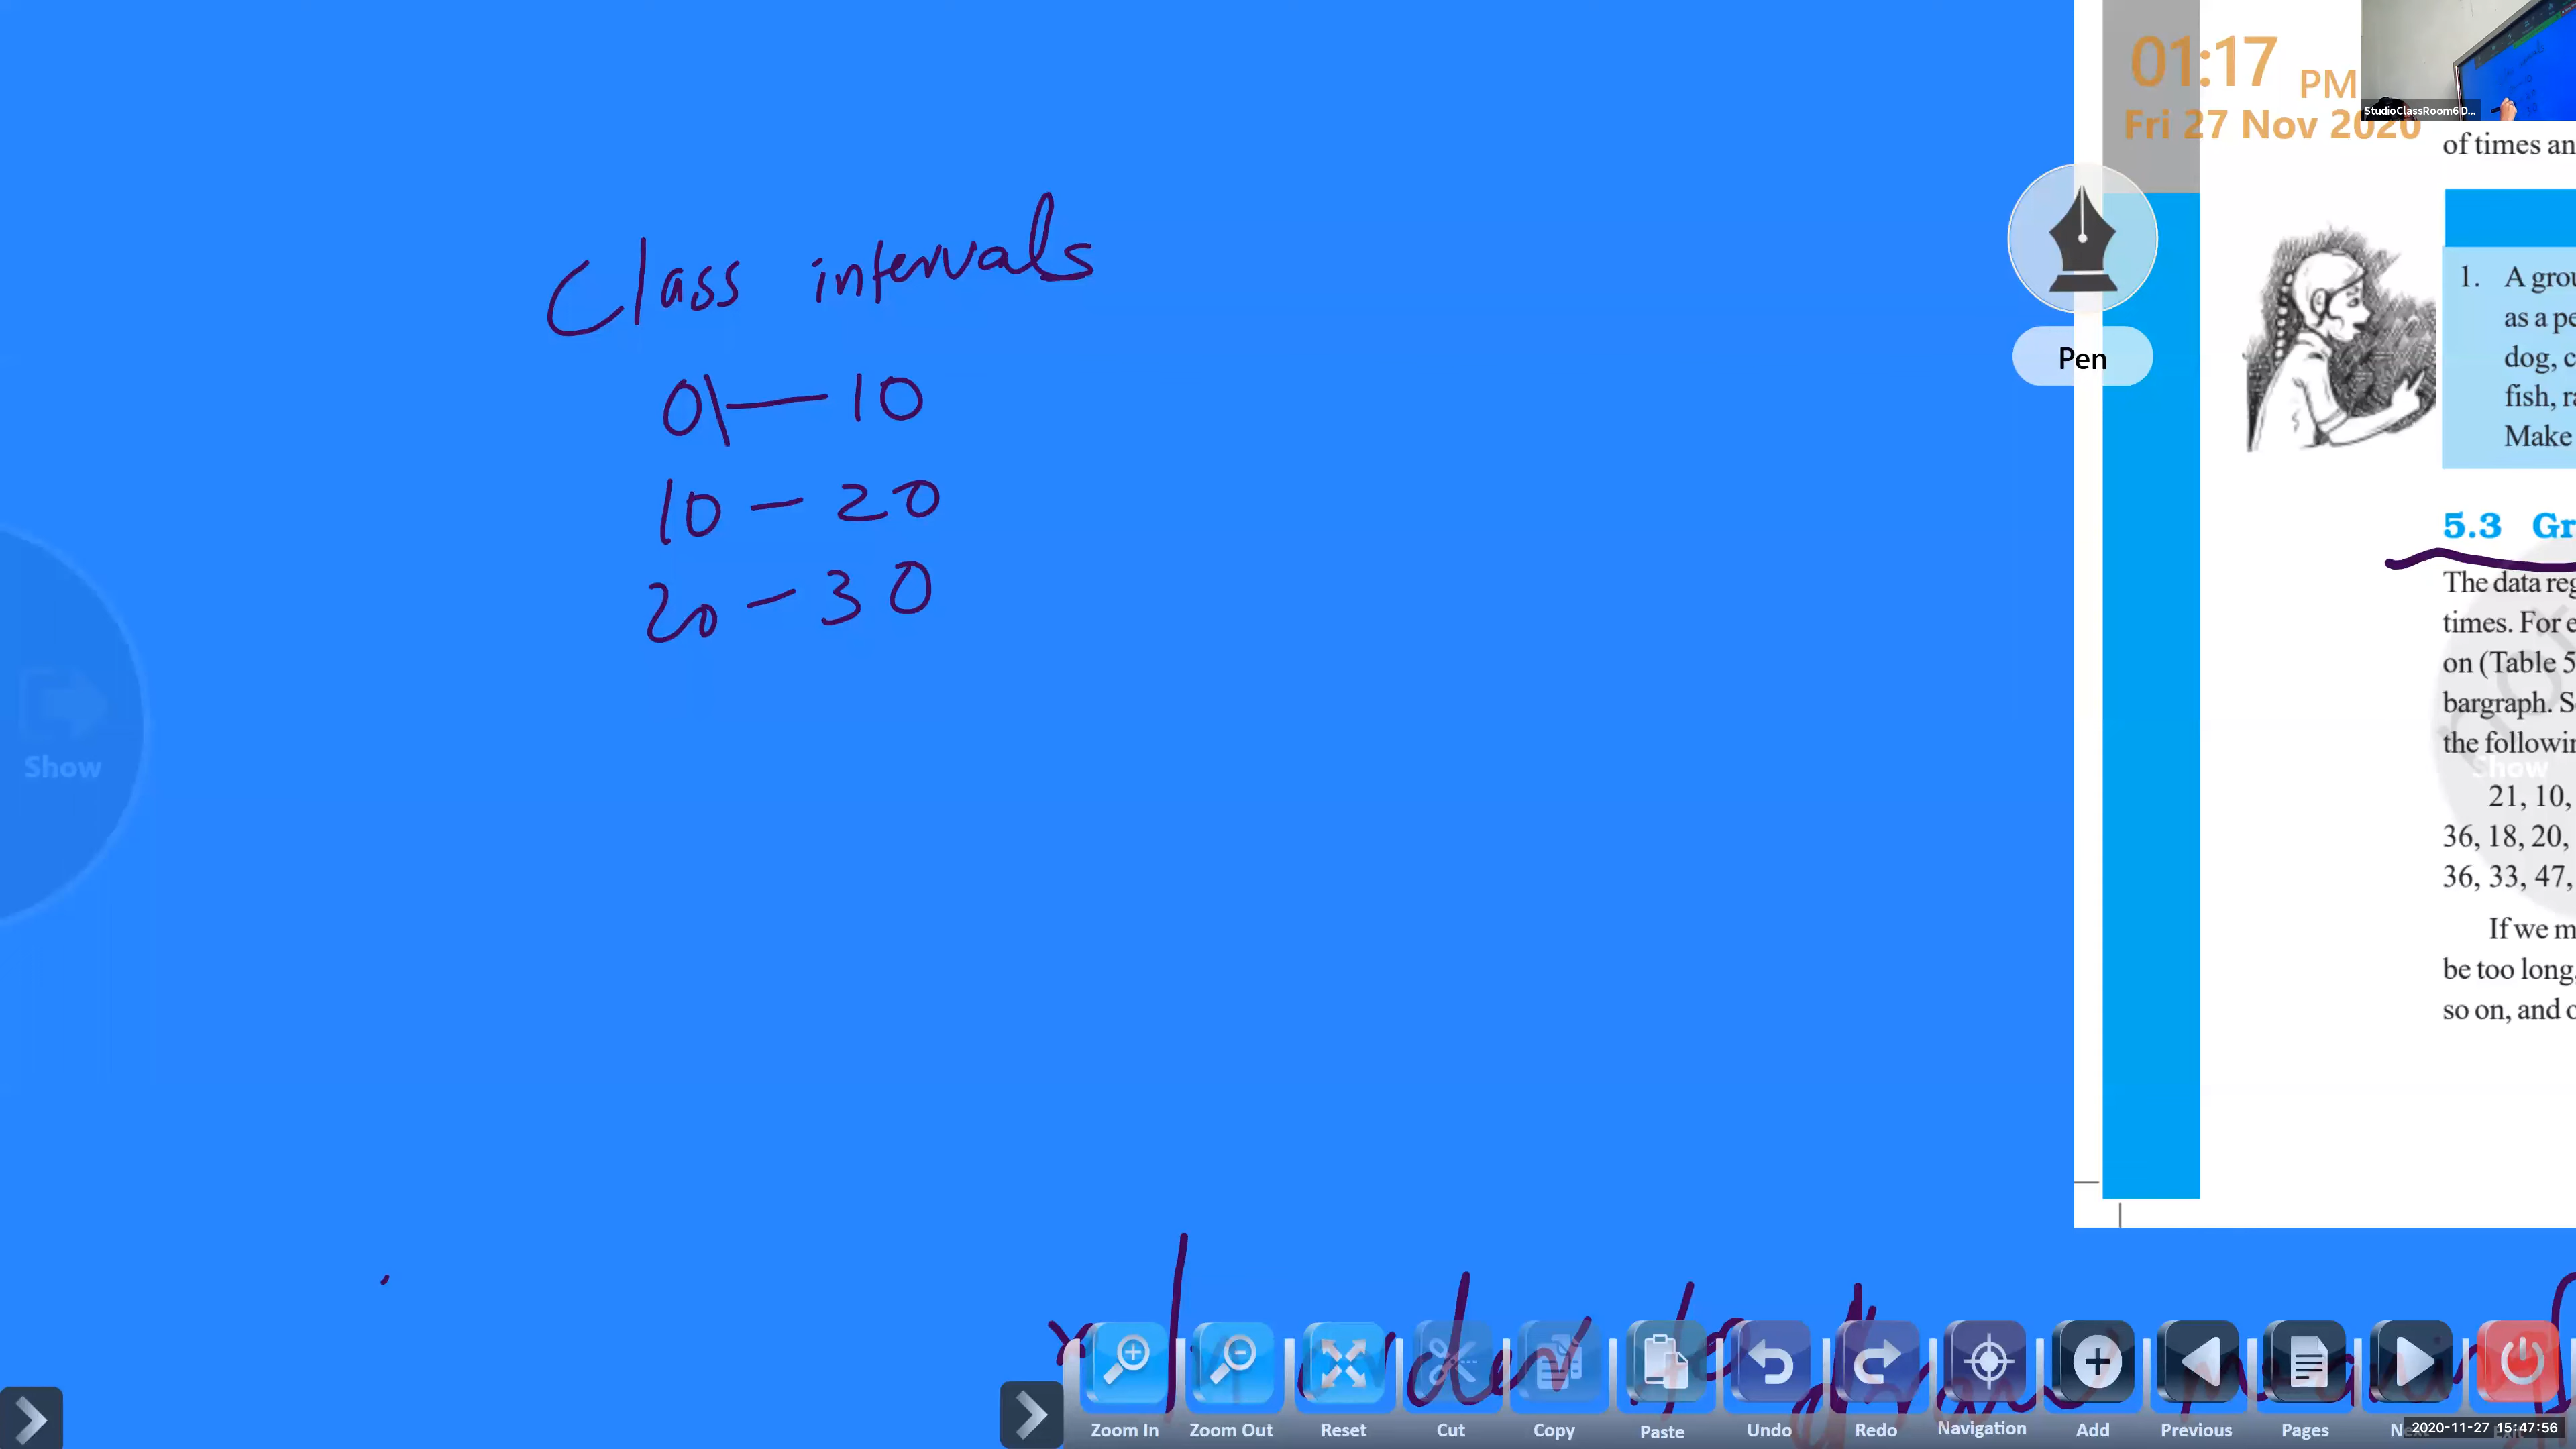 Class intervals
0 — 10
10 — 20
20 — 30
01:17 PM
Fri 27 Nov 2020
StudioClassRoom6 D...
Pen
of times an
1. A grou
as a pe
dog, c
fish, ra
Make
5.3 Gr
The data reg
times. For e
on (Table 5
bargraph. S
the followin
21, 10,
36, 18, 20,
36, 33, 47,
If we m
be too long,
so on, and o
Show
Show
Zoom In
Zoom Out
Reset
Cut
Copy
Paste
Undo
Redo
Navigation
Add
Previous
Pages
2020-11-27 15:47:56